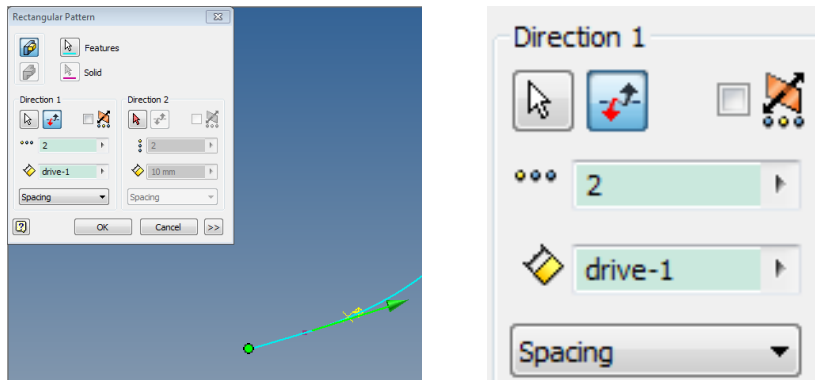 Rectangular Pattern
Features
Solid
Direction 1
Direction 2
2
2
drive-1
10 mm
Spacing
Spacing
?
OK
Cancel
>>
Direction 1
2
drive-1
Spacing